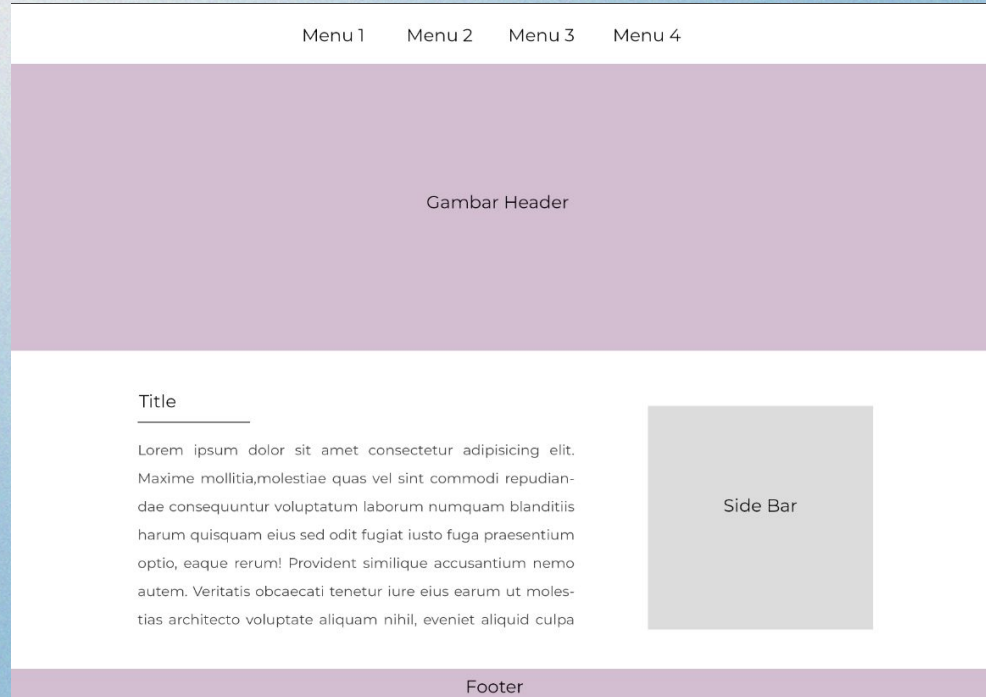 Menu 1 Menu 2 Menu 3 Menu 4
Gambar Header
Title
Lorem ipsum dolor sit amet consectetur adipisicing elit.
Maxime mollitia,molestiae quas vel sint commodi repudian-
dae consequuntur voluptatum laborum numquam blanditiis
harum quisquam eius sed odit fugiat iusto fuga praesentium
optio, eaque rerum! Provident similique accusantium nemo
autem. Veritatis obcaecati tenetur iure eius earum ut moles-
tias architecto voluptate aliquam nihil, eveniet aliquid culpa
Side Bar
Footer